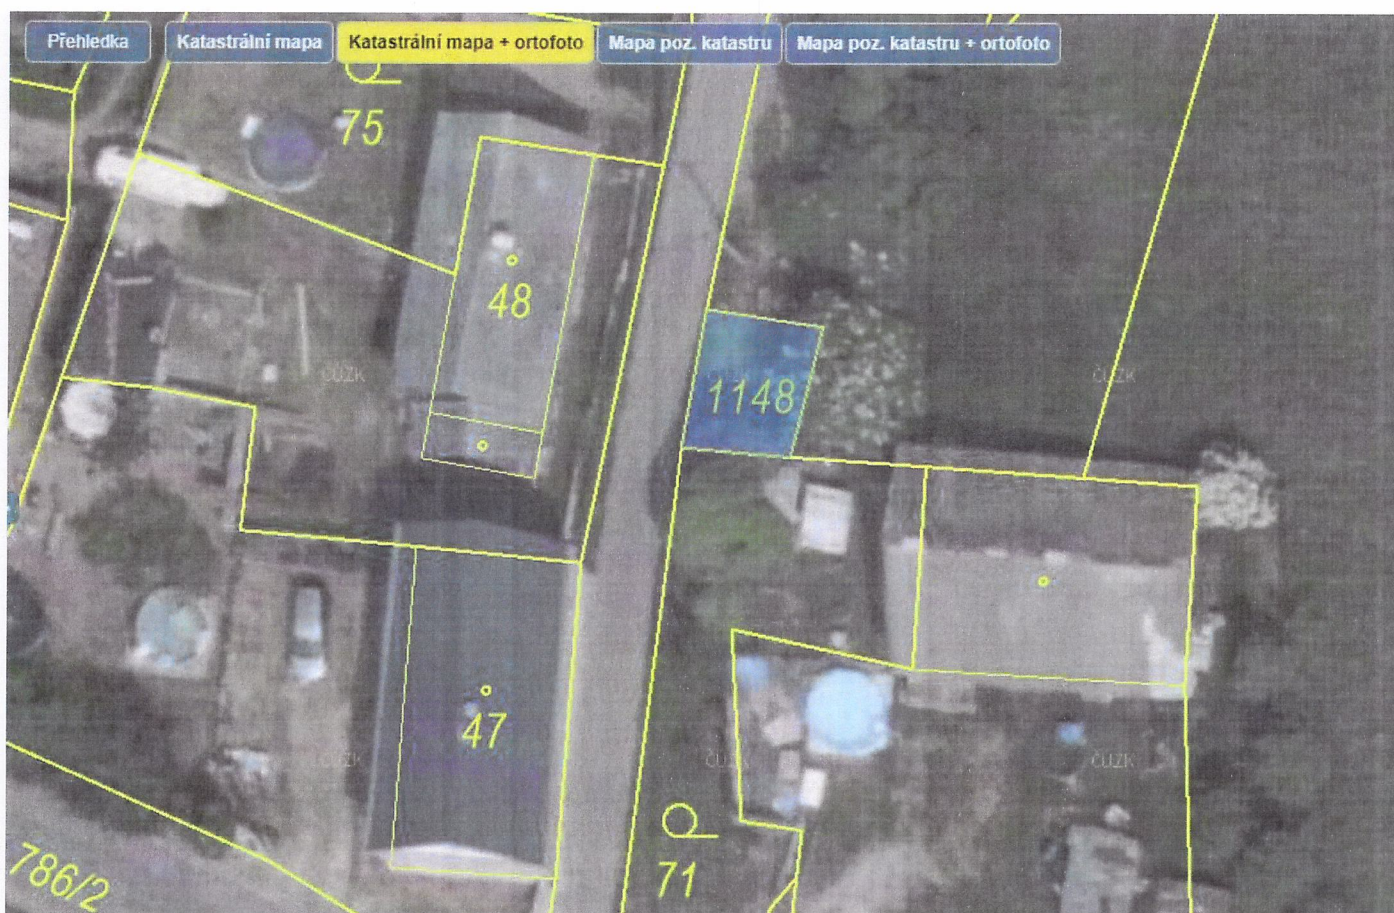 Přehledka
Katastrální mapa
Katastrální mapa + ortofoto
Mapa poz. katastru
Mapa poz. katastru + ortofoto
75
48
1148
ČÚZK
ČÚZK
47
ČÚZK
ČÚZK
ČÚZK
71
786/2